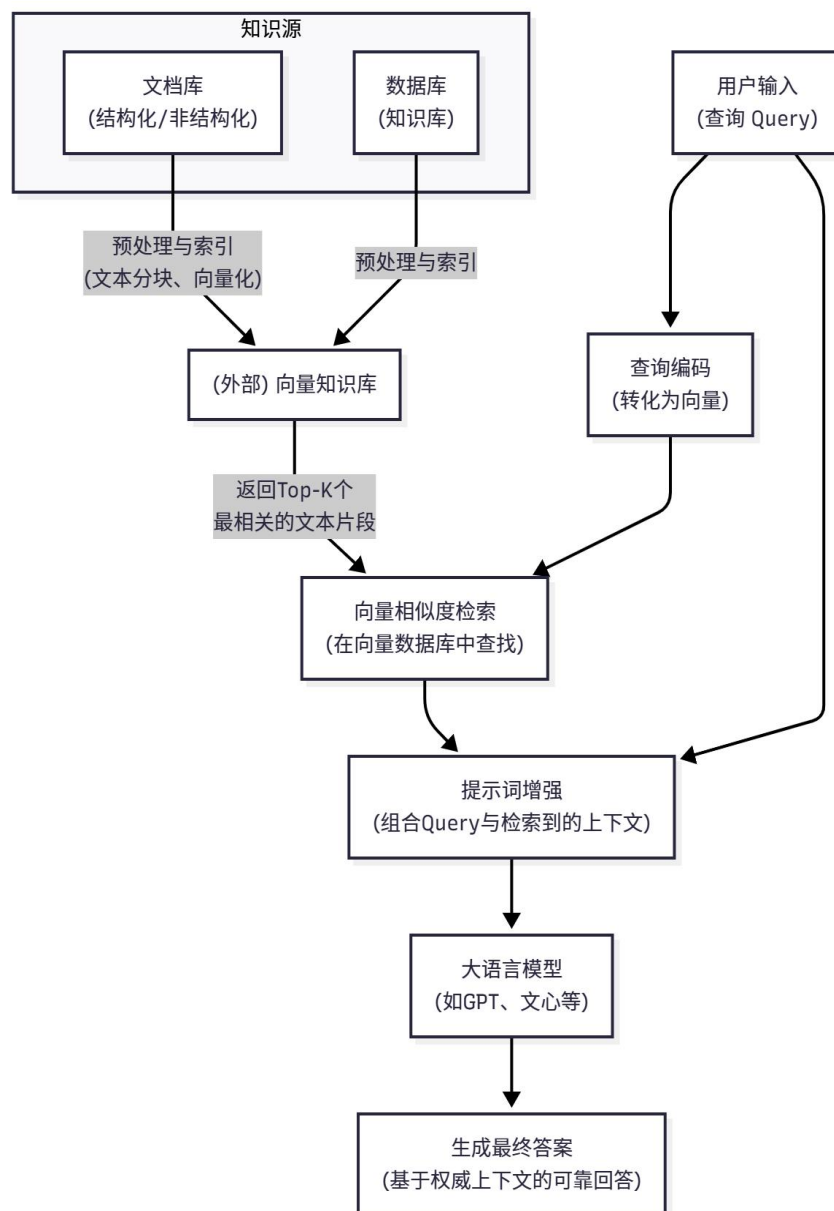 知识源
文档库
(结构化/非结构化)
数据库
(知识库)
用户输入
(查询 Query)
预处理与索引
(文本分块、向量化)
预处理与索引
(外部) 向量知识库
查询编码
(转化为向量)
返回Top-K个
最相关的文本片段
向量相似度检索
(在向量数据库中查找)
提示词增强
(组合Query与检索到的上下文)
大语言模型
(如GPT、文心等)
生成最终答案
(基于权威上下文的可靠回答)